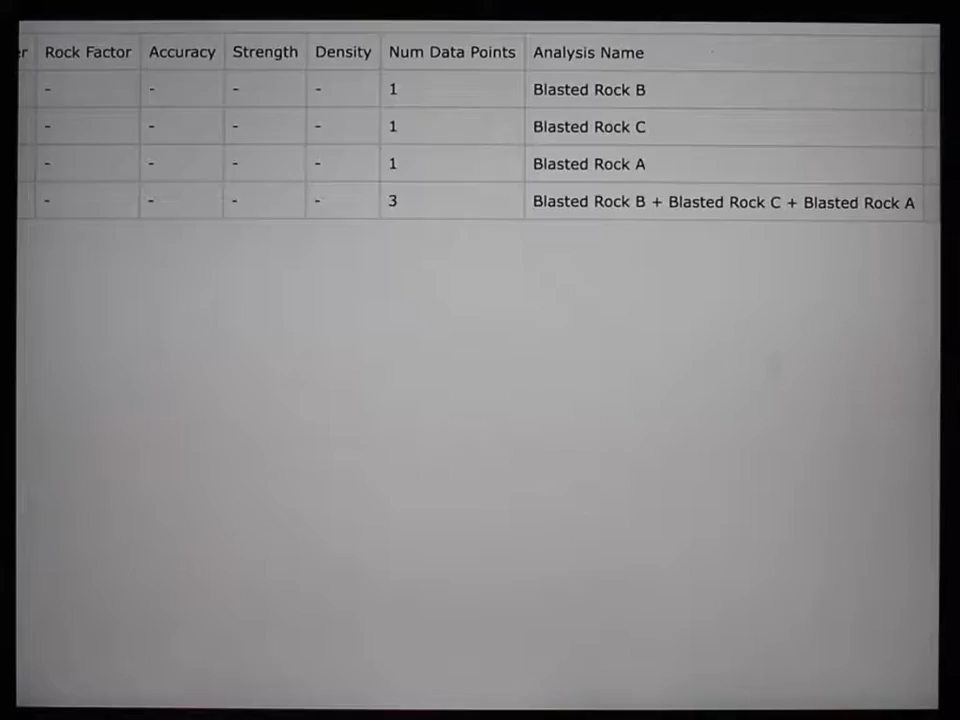 er Rock Factor Accuracy Strength Density Num Data Points Analysis Name
- - - - 1 Blasted Rock B
- - - - 1 Blasted Rock C
- - - - 1 Blasted Rock A
- - - - 3 Blasted Rock B + Blasted Rock C + Blasted Rock A